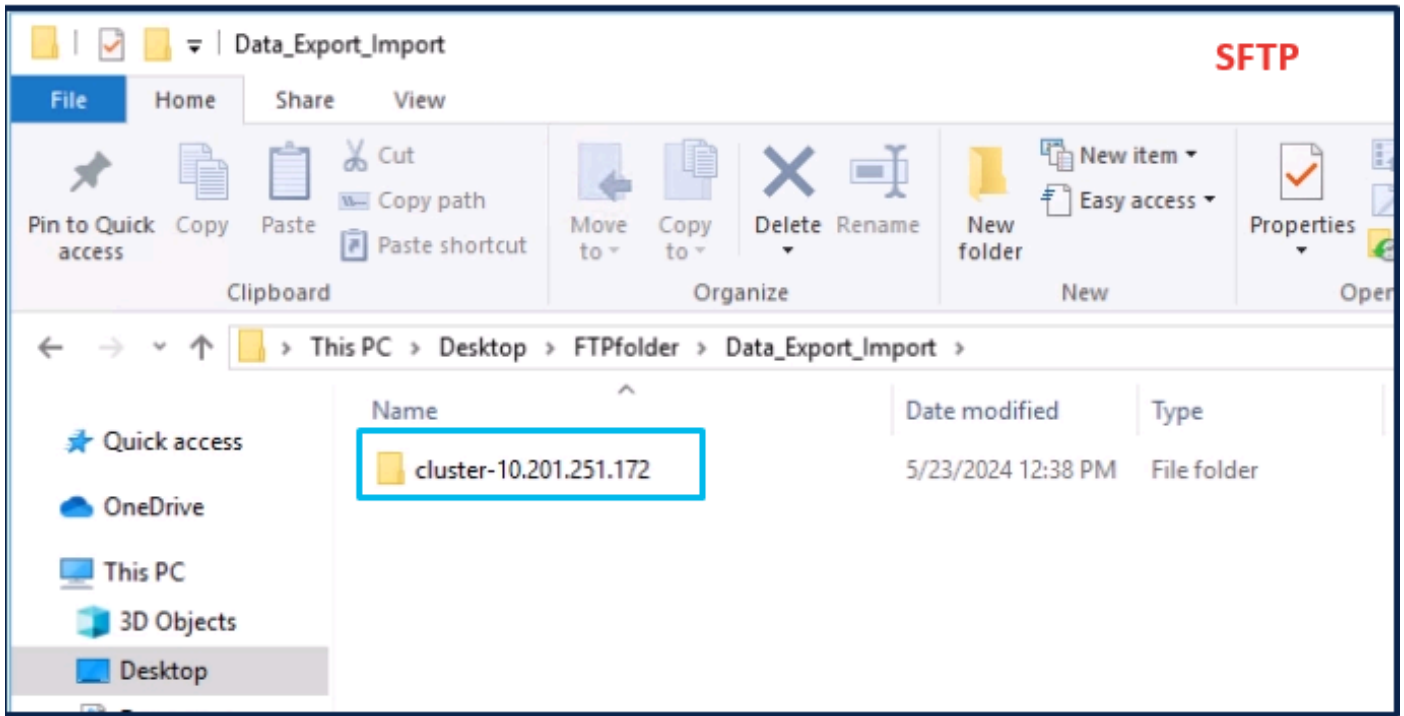 Data_Export_Import
SFTP
File Home Share View
Pin to Quick access
Copy
Paste
Cut
Copy path
Paste shortcut
Clipboard
Move to
Copy to
Delete
Rename
Organize
New folder
New item
Easy access
New
Properties
This PC > Desktop > FTPfolder > Data_Export_Import >
Name Date modified Type
cluster-10.201.251.172 5/23/2024 12:38 PM File folder
Quick access
OneDrive
This PC
3D Objects
Desktop